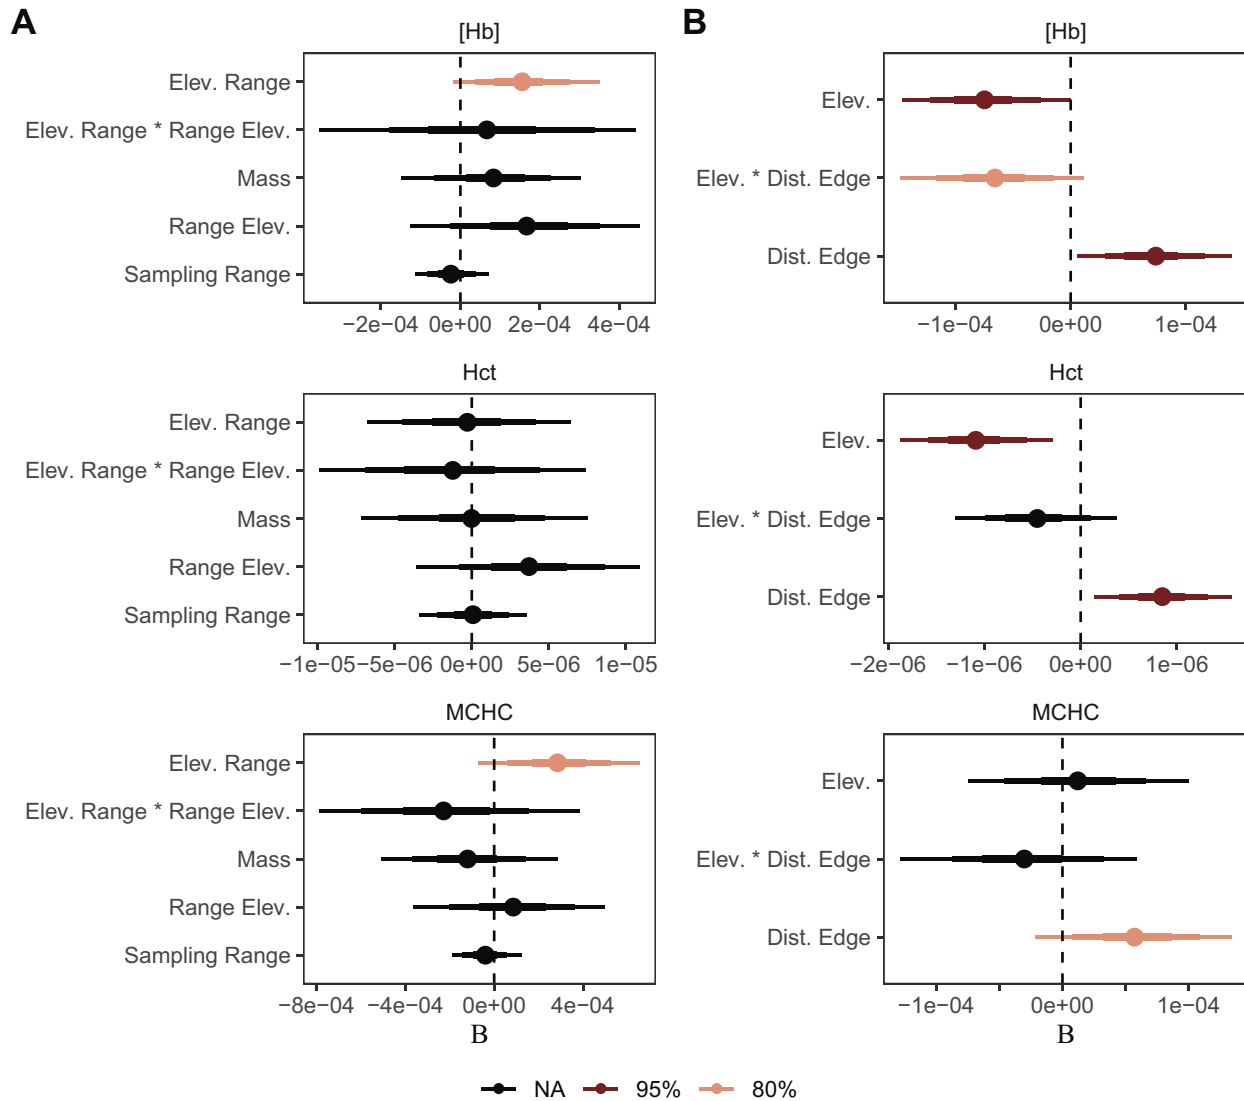 A
[Hb]
Elev. Range
Elev. Range * Range Elev.
Mass
Range Elev.
Sampling Range
−2e−04 0e+00 2e−04 4e−04
Hct
Elev. Range
Elev. Range * Range Elev.
Mass
Range Elev.
Sampling Range
−1e−05 −5e−06 0e+00 5e−06 1e−05
MCHC
Elev. Range
Elev. Range * Range Elev.
Mass
Range Elev.
Sampling Range
−8e−04 −4e−04 0e+00 4e−04
B
B
[Hb]
Elev.
Elev. * Dist. Edge
Dist. Edge
−1e−04 0e+00 1e−04
Hct
Elev.
Elev. * Dist. Edge
Dist. Edge
−2e−06 −1e−06 0e+00 1e−06
MCHC
Elev.
Elev. * Dist. Edge
Dist. Edge
−1e−04 0e+00 1e−04
B
NA 95% 80%